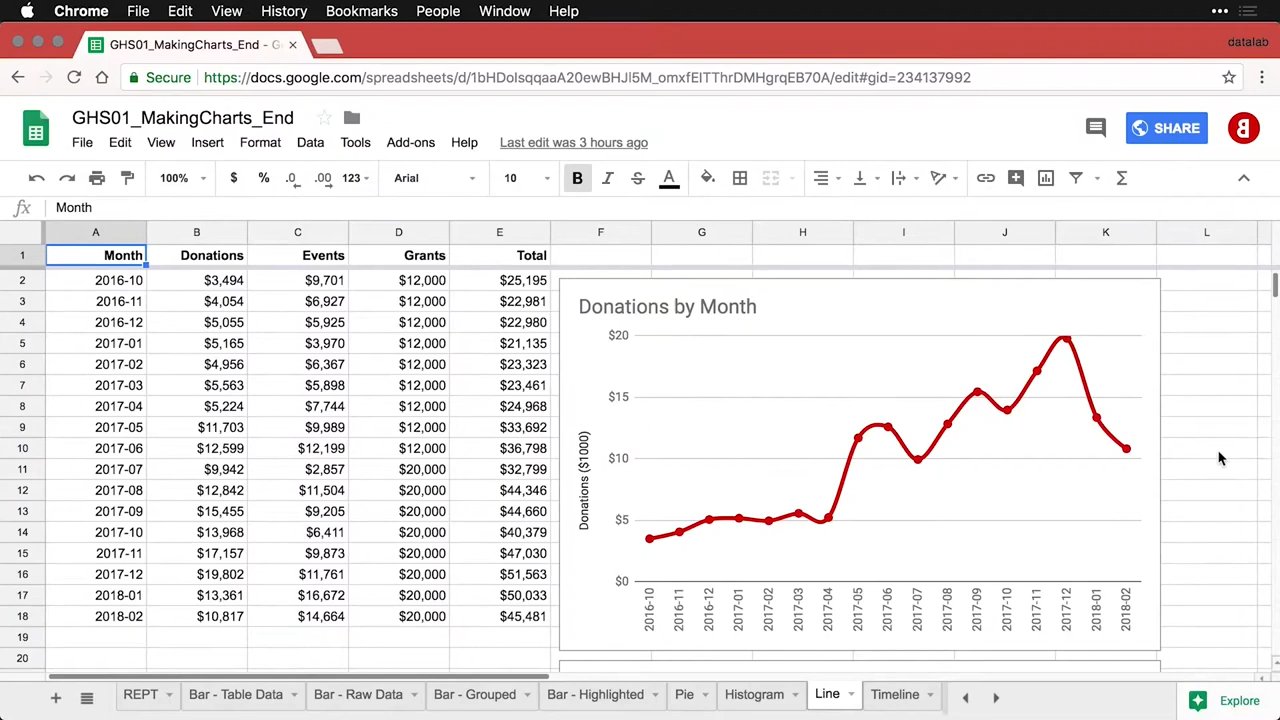 Chrome File Edit View History Bookmarks People Window Help
GHS01_MakingCharts_End - G
datalab
Secure https://docs.google.com/spreadsheets/d/1bHDoIsqqaaA20ewBHJl5M_omxfEITThrDMHgrqEB70A/edit#gid=234137992
GHS01_MakingCharts_End
SHARE
File Edit View Insert Format Data Tools Add-ons Help Last edit was 3 hours ago
100% $ % .0 .00 123 Arial 10 B I S A Σ
fx Month
A B C D E F G H I J K L
1 Month Donations Events Grants Total
2 2016-10 $3,494 $9,701 $12,000 $25,195
3 2016-11 $4,054 $6,927 $12,000 $22,981
4 2016-12 $5,055 $5,925 $12,000 $22,980
5 2017-01 $5,165 $3,970 $12,000 $21,135
6 2017-02 $4,956 $6,367 $12,000 $23,323
7 2017-03 $5,563 $5,898 $12,000 $23,461
8 2017-04 $5,224 $7,744 $12,000 $24,968
9 2017-05 $11,703 $9,989 $12,000 $33,692
10 2017-06 $12,599 $12,199 $12,000 $36,798
11 2017-07 $9,942 $2,857 $20,000 $32,799
12 2017-08 $12,842 $11,504 $20,000 $44,346
13 2017-09 $15,455 $9,205 $20,000 $44,660
14 2017-10 $13,968 $6,411 $20,000 $40,379
15 2017-11 $17,157 $9,873 $20,000 $47,030
16 2017-12 $19,802 $11,761 $20,000 $51,563
17 2018-01 $13,361 $16,672 $20,000 $50,033
18 2018-02 $10,817 $14,664 $20,000 $45,481
19
20
Donations by Month
Donations ($1000)
$20
$15
$10
$5
$0
2016-10 2016-11 2016-12 2017-01 2017-02 2017-03 2017-04 2017-05 2017-06 2017-07 2017-08 2017-09 2017-10 2017-11 2017-12 2018-01 2018-02
REPT Bar - Table Data Bar - Raw Data Bar - Grouped Bar - Highlighted Pie Histogram Line Timeline Explore